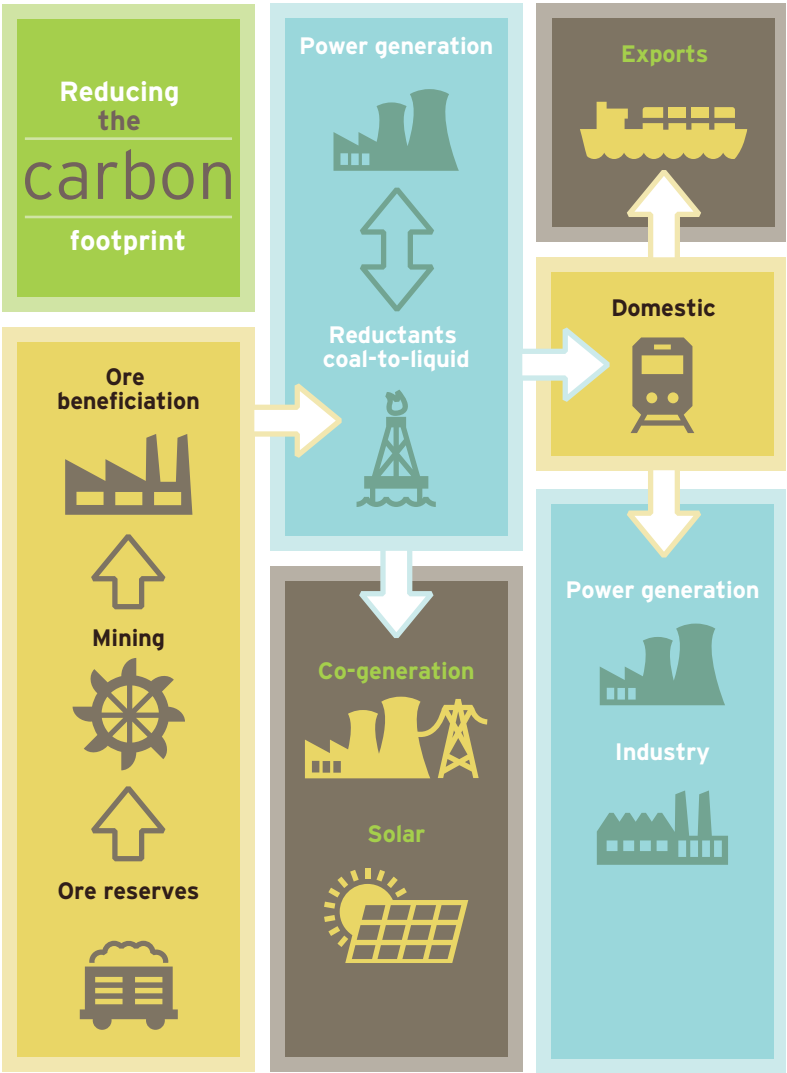 Reducing
the
carbon
footprint
Ore
beneficiation
Mining
Ore reserves
Power generation
Reductants
coal-to-liquid
Co-generation
Solar
Exports
Domestic
Power generation
Industry